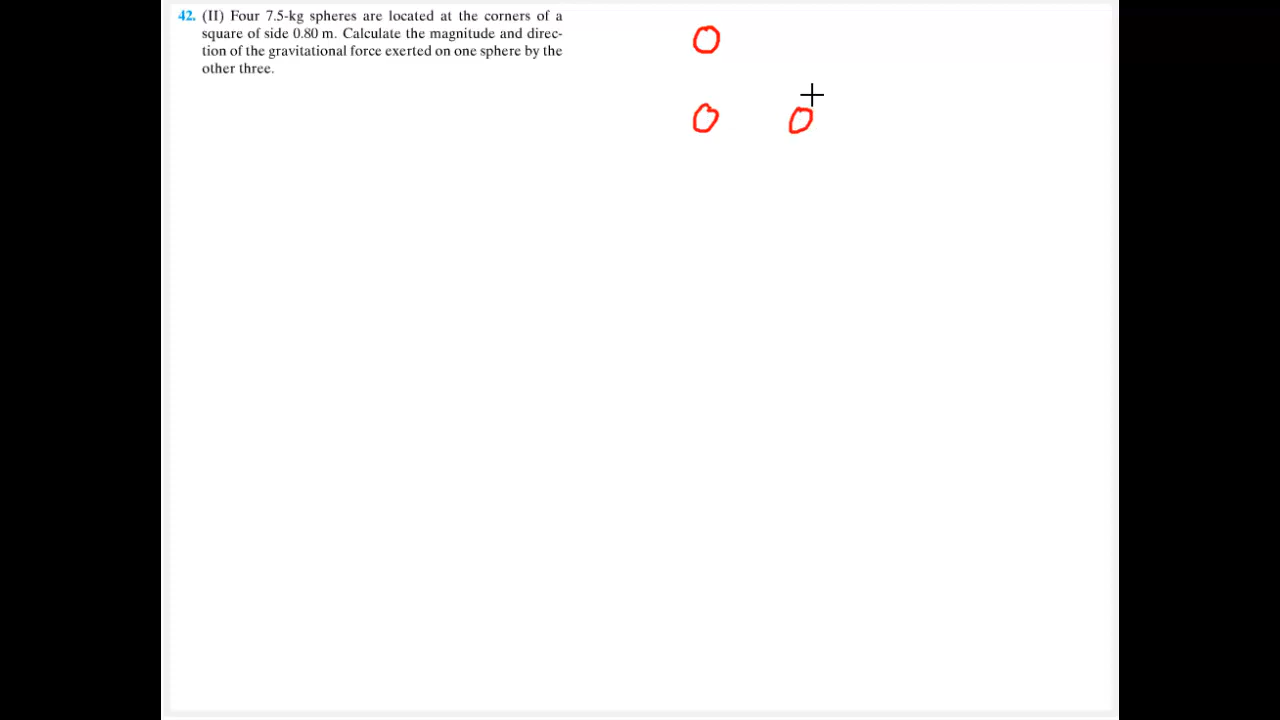 42. (II) Four 7.5-kg spheres are located at the corners of a
square of side 0.80 m. Calculate the magnitude and direc-
tion of the gravitational force exerted on one sphere by the
other three.